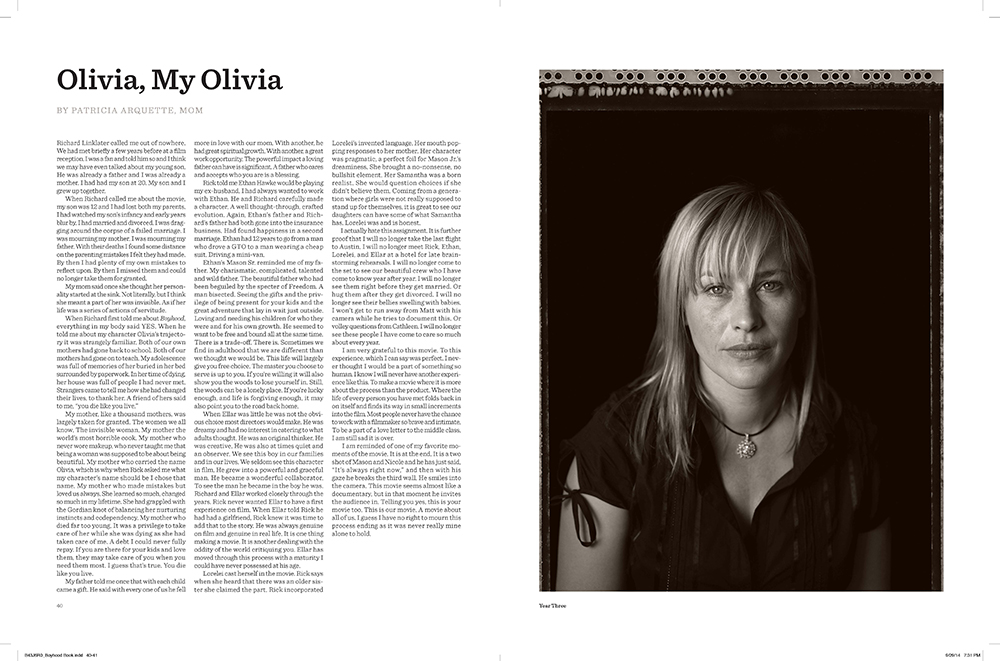 Olivia, My Olivia
BY PATRICIA ARQUETTE, MOM
Richard Linklater called me out of nowhere.
We had met briefly a few years before at a film
reception. I was a fan and told him so and I think
we may have even talked about my young son.
He was already a father and I was already a
mother. I had had my son at 20. My son and I
grew up together.
When Richard called me about the movie,
my son was 12 and I had lost both my parents.
I had watched my son's infancy and early years
blur by. I had married and divorced. I was drag-
ging around the corpse of a failed marriage. I
was mourning my mother. I was mourning my
father. With their deaths I found some distance
on the parenting mistakes I felt they had made.
By then I had plenty of my own mistakes to
reflect upon. By then I missed them and could
no longer take them for granted.
My mom said once she thought her person-
ality started at the sink. Not literally, but I think
she meant a part of her was invisible. As if her
life was a series of actions of servitude.
When Richard first told me about Boyhood,
everything in my body said YES. When he
told me about my character Olivia's trajecto-
ry it was strangely familiar. Both of our own
mothers had gone back to school. Both of our
mothers had gone on to teach. My adolescence
was full of memories of her buried in her bed
surrounded by paperwork. In her time of dying,
her house was full of people I had never met.
Strangers came to tell me how she had changed
their lives, to thank her. A friend of hers said
to me, "you die like you live."
My mother, like a thousand mothers, was
largely taken for granted. The women we all
know. The invisible woman. My mother the
world's most horrible cook. My mother who
never wore makeup, who never taught me that
being a woman was supposed to be about being
beautiful. My mother who carried the name
Olivia, which is why when Rick asked me what
my character's name should be I chose that
name. My mother who made mistakes but
loved us always. She learned so much, changed
so much in my lifetime. She had grappled with
the Gordian knot of balancing her nurturing
instincts and codependency. My mother who
died far too young. It was a privilege to take
care of her while she was dying as she had
taken care of me. A debt I could never fully
repay. If you are there for your kids and love
them, they may take care of you when you
need them most. I guess that's true. You die
like you live.
My father told me once that with each child
came a gift. He said with every one of us he fell
more in love with our mom. With another, he
had great spiritual growth. With another, a great
work opportunity. The powerful impact a loving
father can have is significant. A father who cares
and accepts who you are is a blessing.
Rick told me Ethan Hawke would be playing
my ex-husband. I had always wanted to work
with Ethan. He and Richard carefully made
a character. A well thought-through, crafted
evolution. Again, Ethan's father and Rich-
ard's father had both gone into the insurance
business. Had found happiness in a second
marriage. Ethan had 12 years to go from a man
who drove a GTO to a man wearing a cheap
suit. Driving a mini-van.
Ethan's Mason Sr. reminded me of my fa-
ther. My charismatic, complicated, talented
and wild father. The beautiful father who had
been beguiled by the specter of Freedom. A
man bisected. Seeing the gifts and the priv-
ilege of being present for your kids and the
great adventure that lay in wait just outside.
Loving and needing his children for who they
were and for his own growth. He seemed to
want to be free and bound all at the same time.
There is a trade-off. There is. Sometimes we
find in adulthood that we are different than
we thought we would be. This life will largely
give you free choice. The master you choose to
serve is up to you. If you're willing it will also
show you the woods to lose yourself in. Still,
the woods can be a lonely place. If you're lucky
enough, and life is forgiving enough, it may
also point you to the road back home.
When Ellar was little he was not the obvi-
ous choice most directors would make. He was
dreamy and had no interest in catering to what
adults thought. He was an original thinker. He
was creative. He was also at times quiet and
an observer. We see this boy in our families
and in our lives. We seldom see this character
in film. He grew into a powerful and graceful
man. He became a wonderful collaborator.
To see the man he became in the boy he was.
Richard and Ellar worked closely through the
years. Rick never wanted Ellar to have a first
experience on film. When Ellar told Rick he
had had a girlfriend, Rick knew it was time to
add that to the story. He was always genuine
on film and genuine in real life. It is one thing
making a movie. It is another dealing with the
oddity of the world critiquing you. Ellar has
moved through this process with a maturity I
could have never possessed at his age.
Lorelei cast herself in the movie. Rick says
when she heard that there was an older sis-
ter she claimed the part. Rick incorporated
Lorelei's invented language. Her mouth pop-
ping responses to her mother. Her character
was pragmatic, a perfect foil for Mason Jr.'s
dreaminess. She brought a no-nonsense, no
bullshit element. Her Samantha was a born
realist. She would question choices if she
didn't believe them. Coming from a genera-
tion where girls were not really supposed to
stand up for themselves, it is great to see our
daughters can have some of what Samantha
has, Lorelei was and is honest.
I actually hate this assignment. It is further
proof that I will no longer take the last flight
to Austin. I will no longer meet Rick, Ethan,
Lorelei, and Ellar at a hotel for late brain-
storming rehearsals. I will no longer come to
the set to see our beautiful crew who I have
come to know year after year. I will no longer
see them right before they get married. Or
hug them after they get divorced. I will no
longer see their bellies swelling with babies.
I won't get to run away from Matt with his
camera while he tries to document this. Or
volley questions from Cathleen. I will no longer
see these people I have come to care so much
about every year.
I am very grateful to this movie. To this
experience, which I can say was perfect. I nev-
er thought I would be a part of something so
human. I know I will never have another experi-
ence like this. To make a movie where it is more
about the process than the product. Where the
life of every person you have met folds back in
on itself and finds its way in small increments
into the film. Most people never have the chance
to work with a filmmaker so brave and intimate.
To be a part of a love letter to the middle class.
I am still sad it is over.
I am reminded of one of my favorite mo-
ments of the movie. It is at the end. It is a two
shot of Mason and Nicole and he has just said,
"It's always right now," and then with his
gaze he breaks the third wall. He smiles into
the camera. This movie seems almost like a
documentary, but in that moment he invites
the audience in. Telling you yes, this is your
movie too. This is our movie. A movie about
all of us. I guess I have no right to mourn this
process ending as it was never really mine
alone to hold.
40
Year Three
6/26/14 7:31 PM